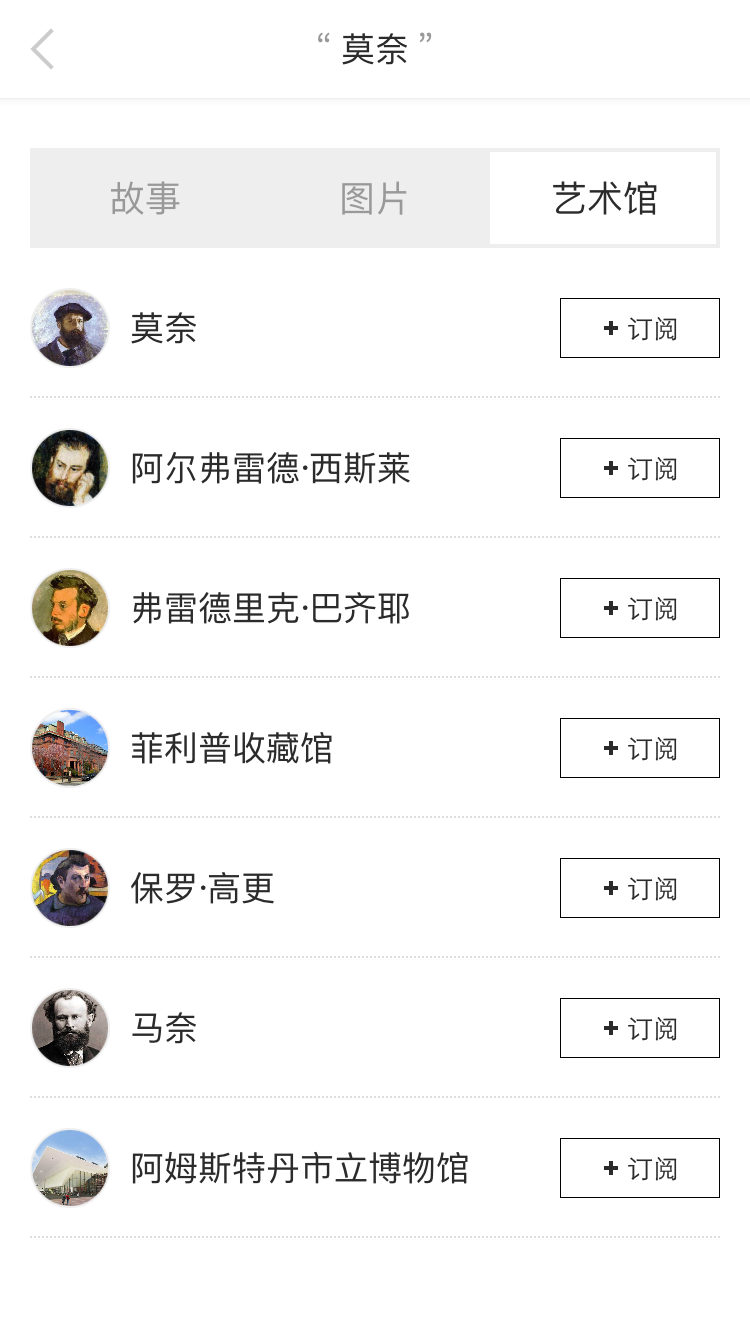 “ 莫奈 ”
故事 图片 艺术馆
莫奈 + 订阅
阿尔弗雷德·西斯莱 + 订阅
弗雷德里克·巴齐耶 + 订阅
菲利普收藏馆 + 订阅
保罗·高更 + 订阅
马奈 + 订阅
阿姆斯特丹市立博物馆 + 订阅